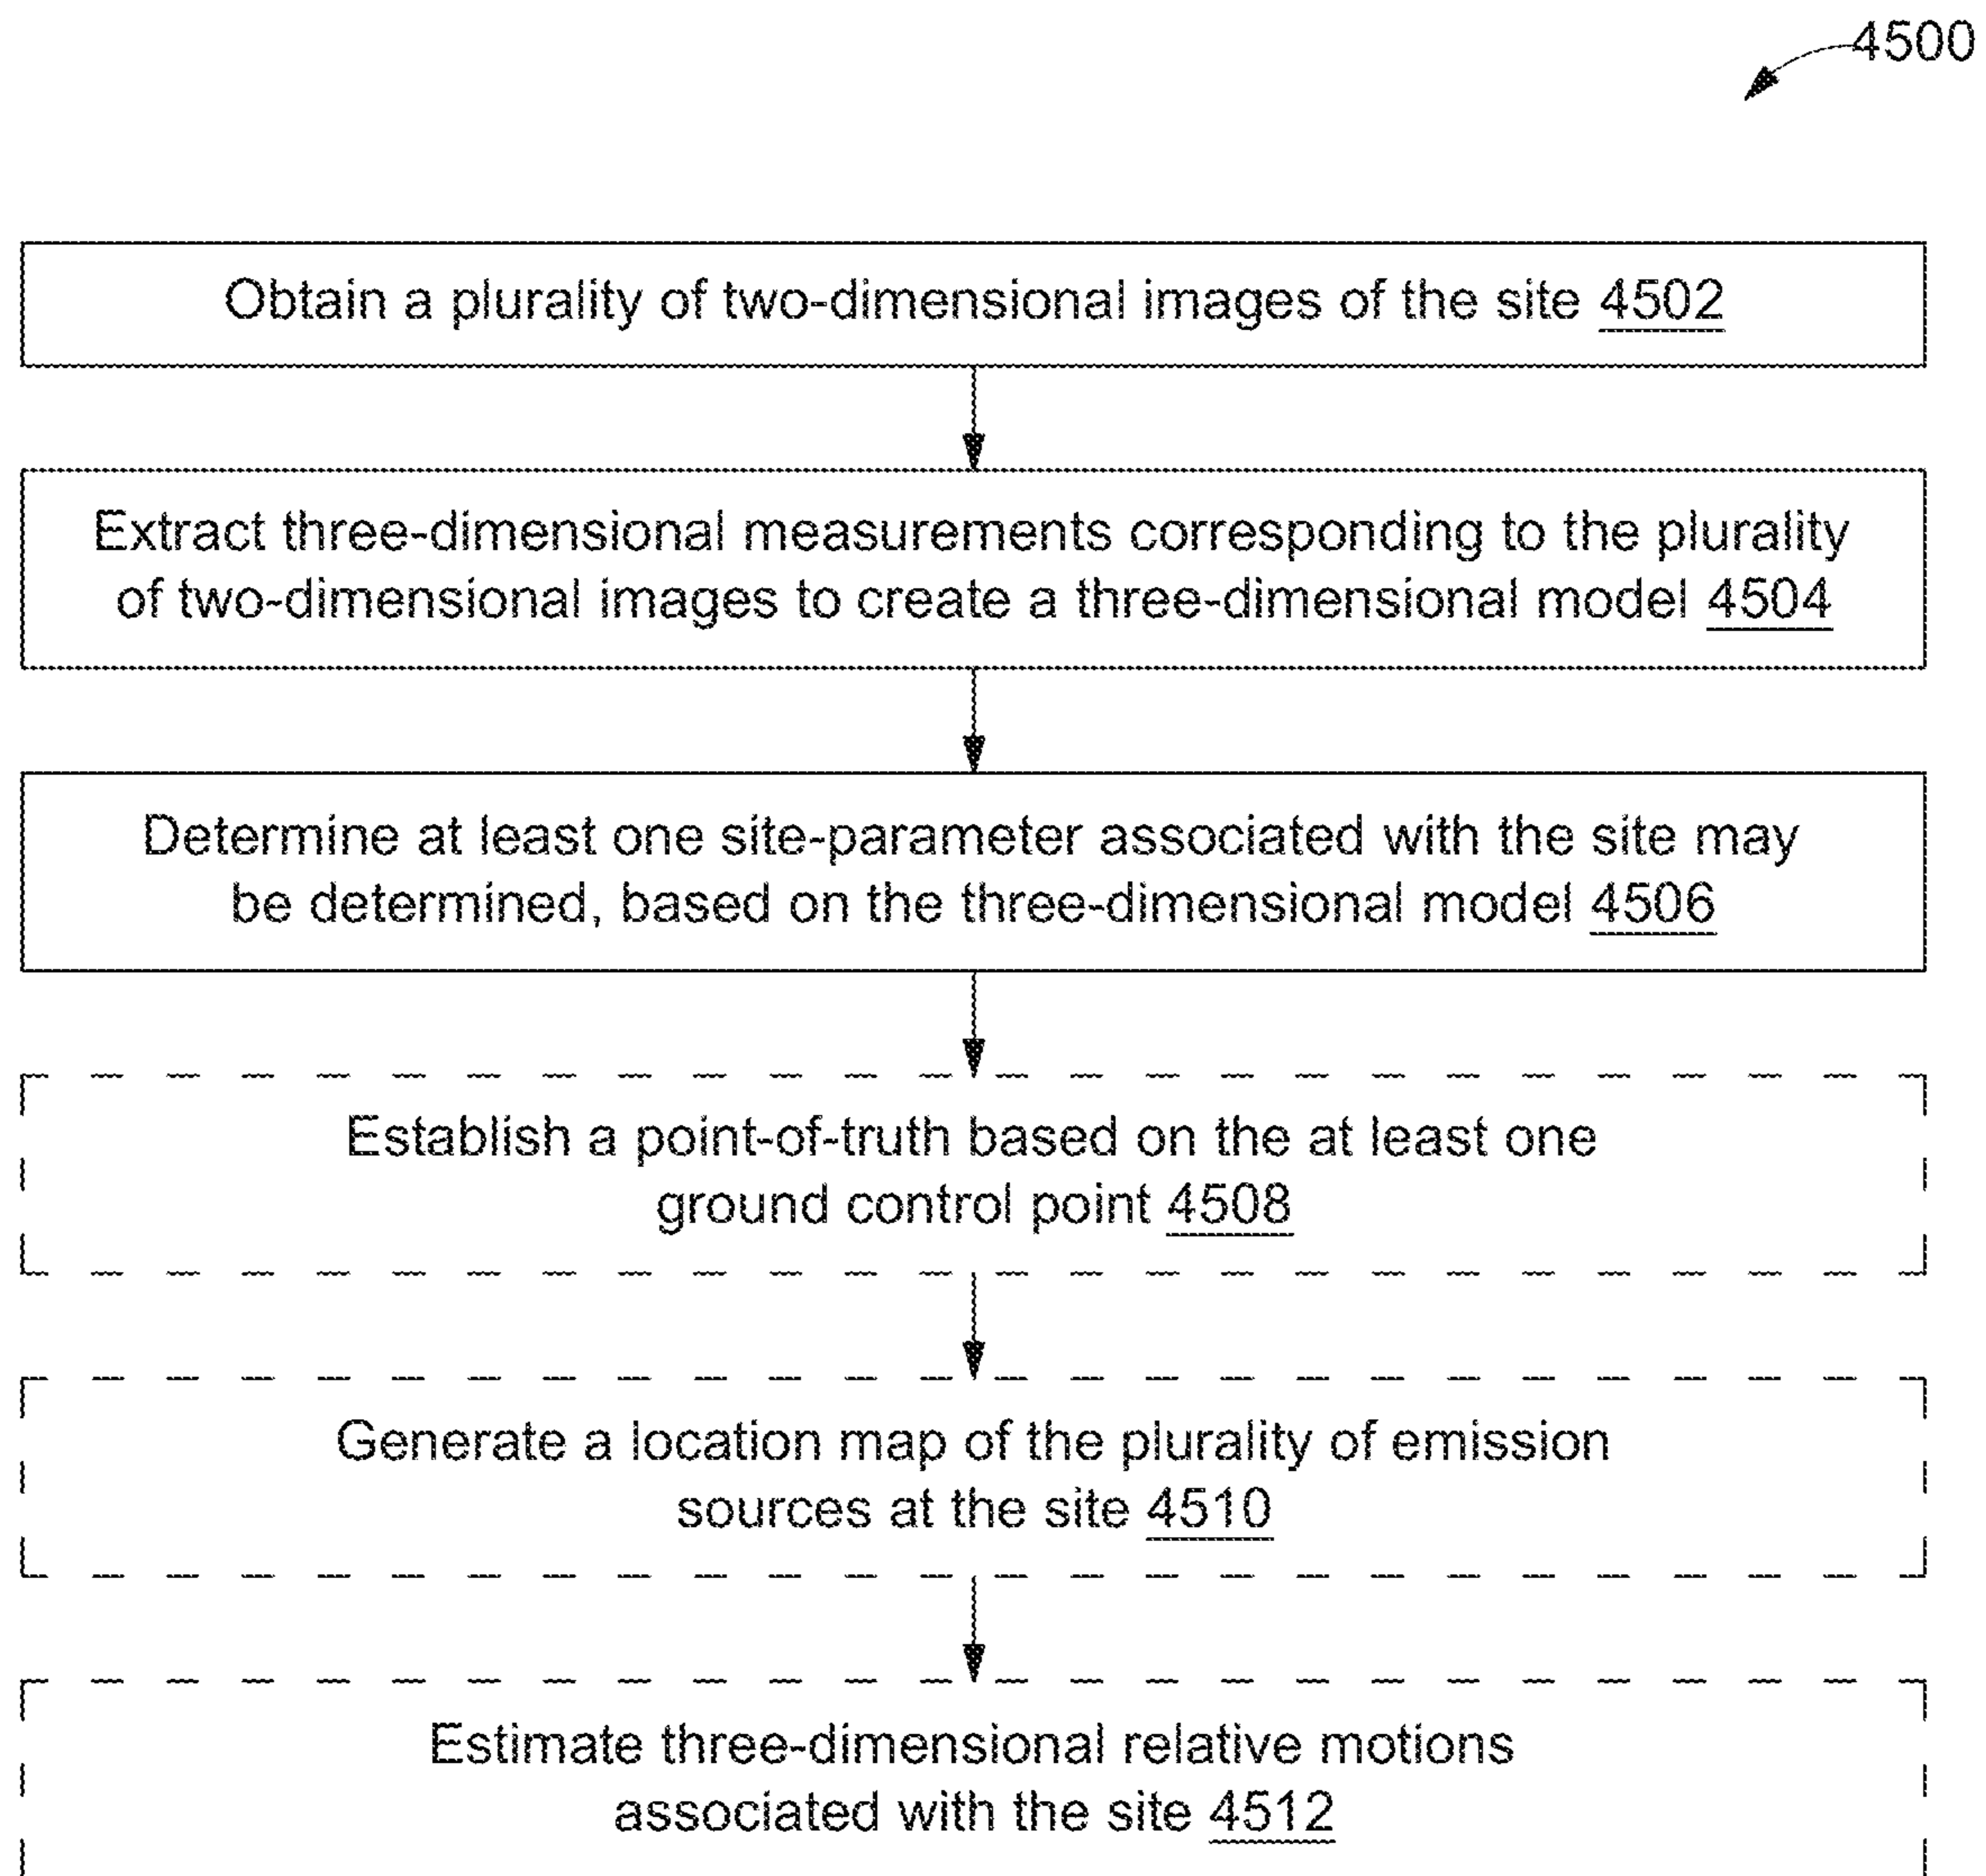 4500
Obtain a plurality of two-dimensional images of the site 4502
Extract three-dimensional measurements corresponding to the plurality
of two-dimensional images to create a three-dimensional model 4504
Determine at least one site-parameter associated with the site may
be determined, based on the three-dimensional model 4506
Establish a point-of-truth based on the at least one
ground control point 4508
Generate a location map of the plurality of emission
sources at the site 4510
Estimate three-dimensional relative motions
associated with the site 4512